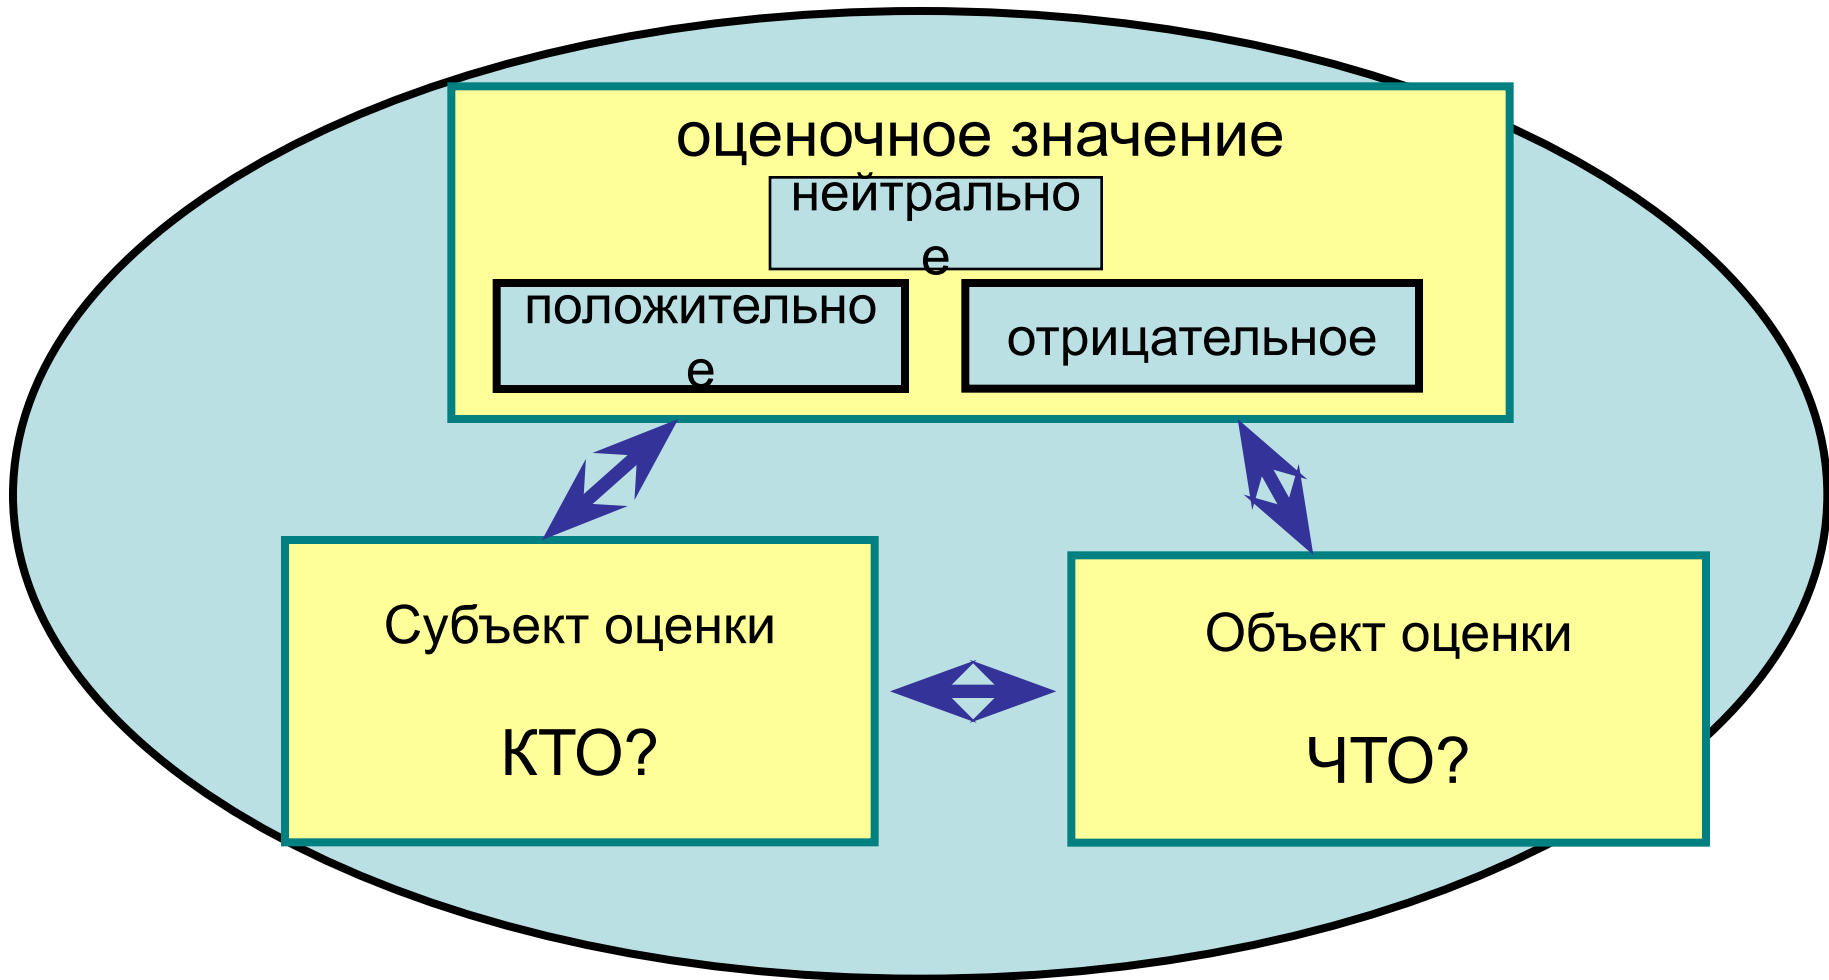 оценочное значение
нейтрально
е
положительно
е
отрицательное
Субъект оценки
КТО?
Объект оценки
ЧТО?